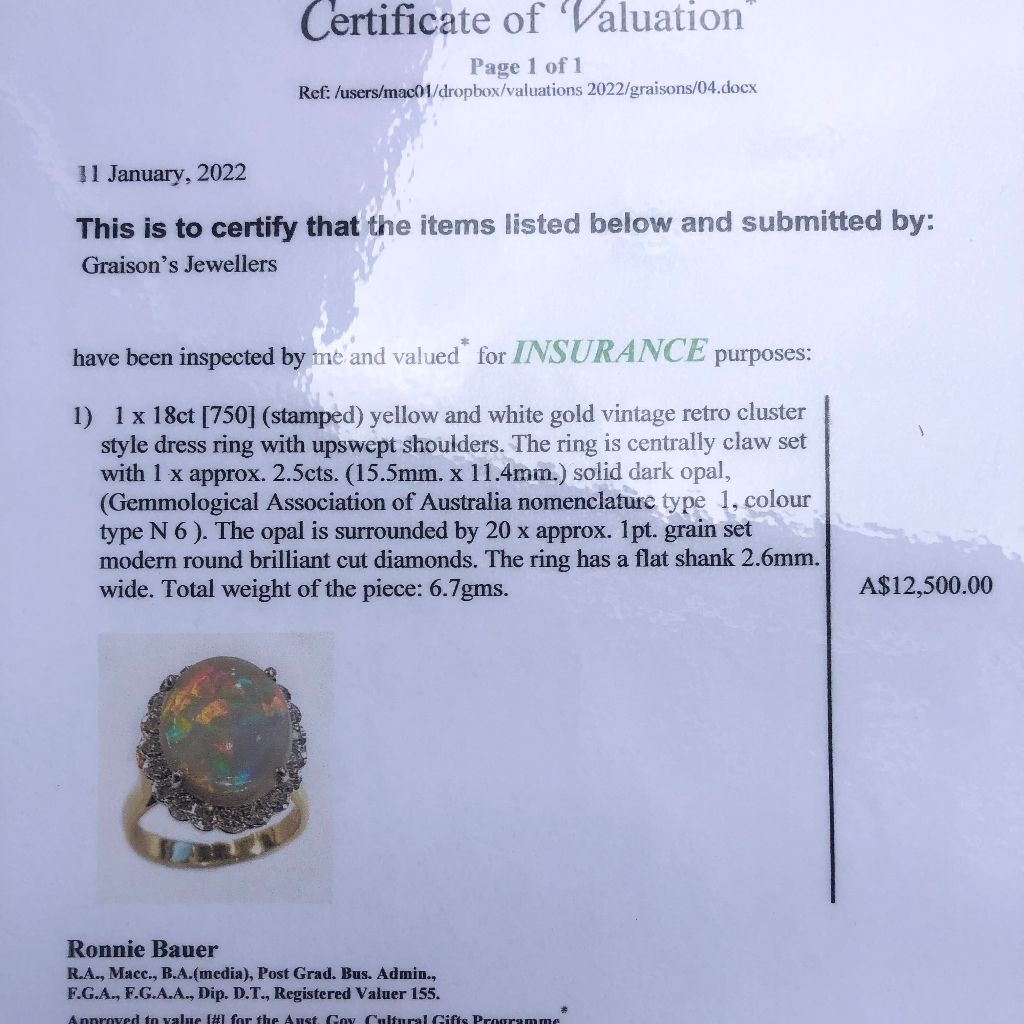 Certificate of Valuation*
Page 1 of 1
Ref: /users/mac01/dropbox/valuations 2022/graisons/04.docx
11 January, 2022
This is to certify that the items listed below and submitted by:
Graison's Jewellers
have been inspected by me and valued* for INSURANCE purposes:
1) 1 x 18ct [750] (stamped) yellow and white gold vintage retro cluster
style dress ring with upswept shoulders. The ring is centrally claw set
with 1 x approx. 2.5cts. (15.5mm. x 11.4mm.) solid dark opal,
(Gemmological Association of Australia nomenclature type 1, colour
type N 6 ). The opal is surrounded by 20 x approx. 1pt. grain set
modern round brilliant cut diamonds. The ring has a flat shank 2.6mm.
wide. Total weight of the piece: 6.7gms.
A$12,500.00
Ronnie Bauer
R.A., Macc., B.A.(media), Post Grad. Bus. Admin.,
F.G.A., F.G.A.A., Dip. D.T., Registered Valuer 155.
Approved to value [#] for the Aust. Gov. Cultural Gifts Programme*